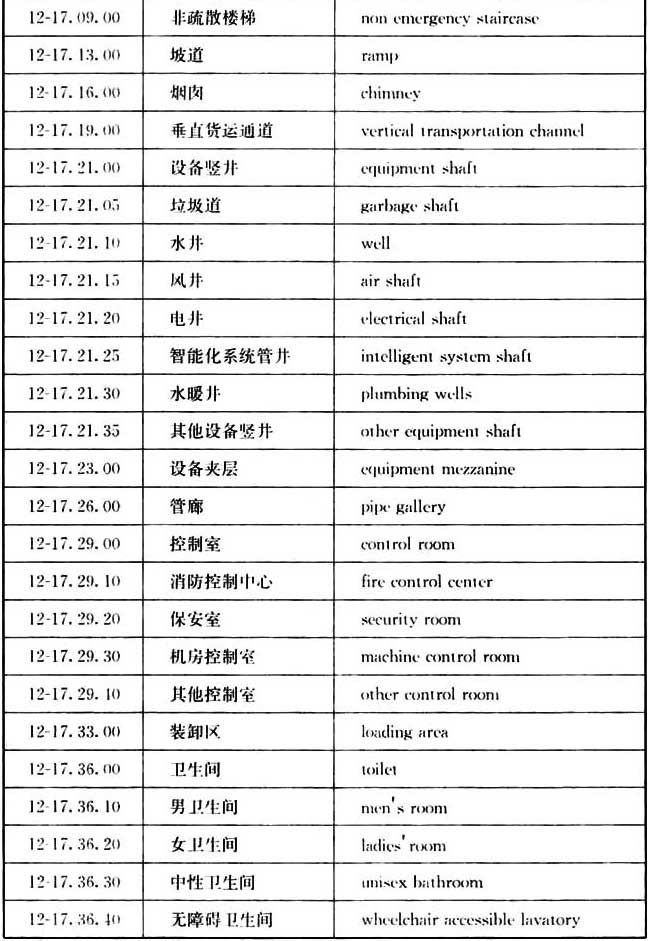 12-17.09.00 非疏散楼梯 non emergency staircase
12-17.13.00 坡道 ramp
12-17.16.00 烟囱 chimney
12-17.19.00 垂直货运通道 vertical transportation channel
12-17.21.00 设备竖井 equipment shaft
12-17.21.05 垃圾道 garbage shaft
12-17.21.10 水井 well
12-17.21.15 风井 air shaft
12-17.21.20 电井 electrical shaft
12-17.21.25 智能化系统管井 intelligent system shaft
12-17.21.30 水暖井 plumbing wells
12-17.21.35 其他设备竖井 other equipment shaft
12-17.23.00 设备夹层 equipment mezzanine
12-17.26.00 管廊 pipe gallery
12-17.29.00 控制室 control room
12-17.29.10 消防控制中心 fire control center
12-17.29.20 保安室 security room
12-17.29.30 机房控制室 machine control room
12-17.29.40 其他控制室 other control room
12-17.33.00 装卸区 loading area
12-17.36.00 卫生间 toilet
12-17.36.10 男卫生间 men's room
12-17.36.20 女卫生间 ladies' room
12-17.36.30 中性卫生间 unisex bathroom
12-17.36.40 无障碍卫生间 wheelchair accessible lavatory